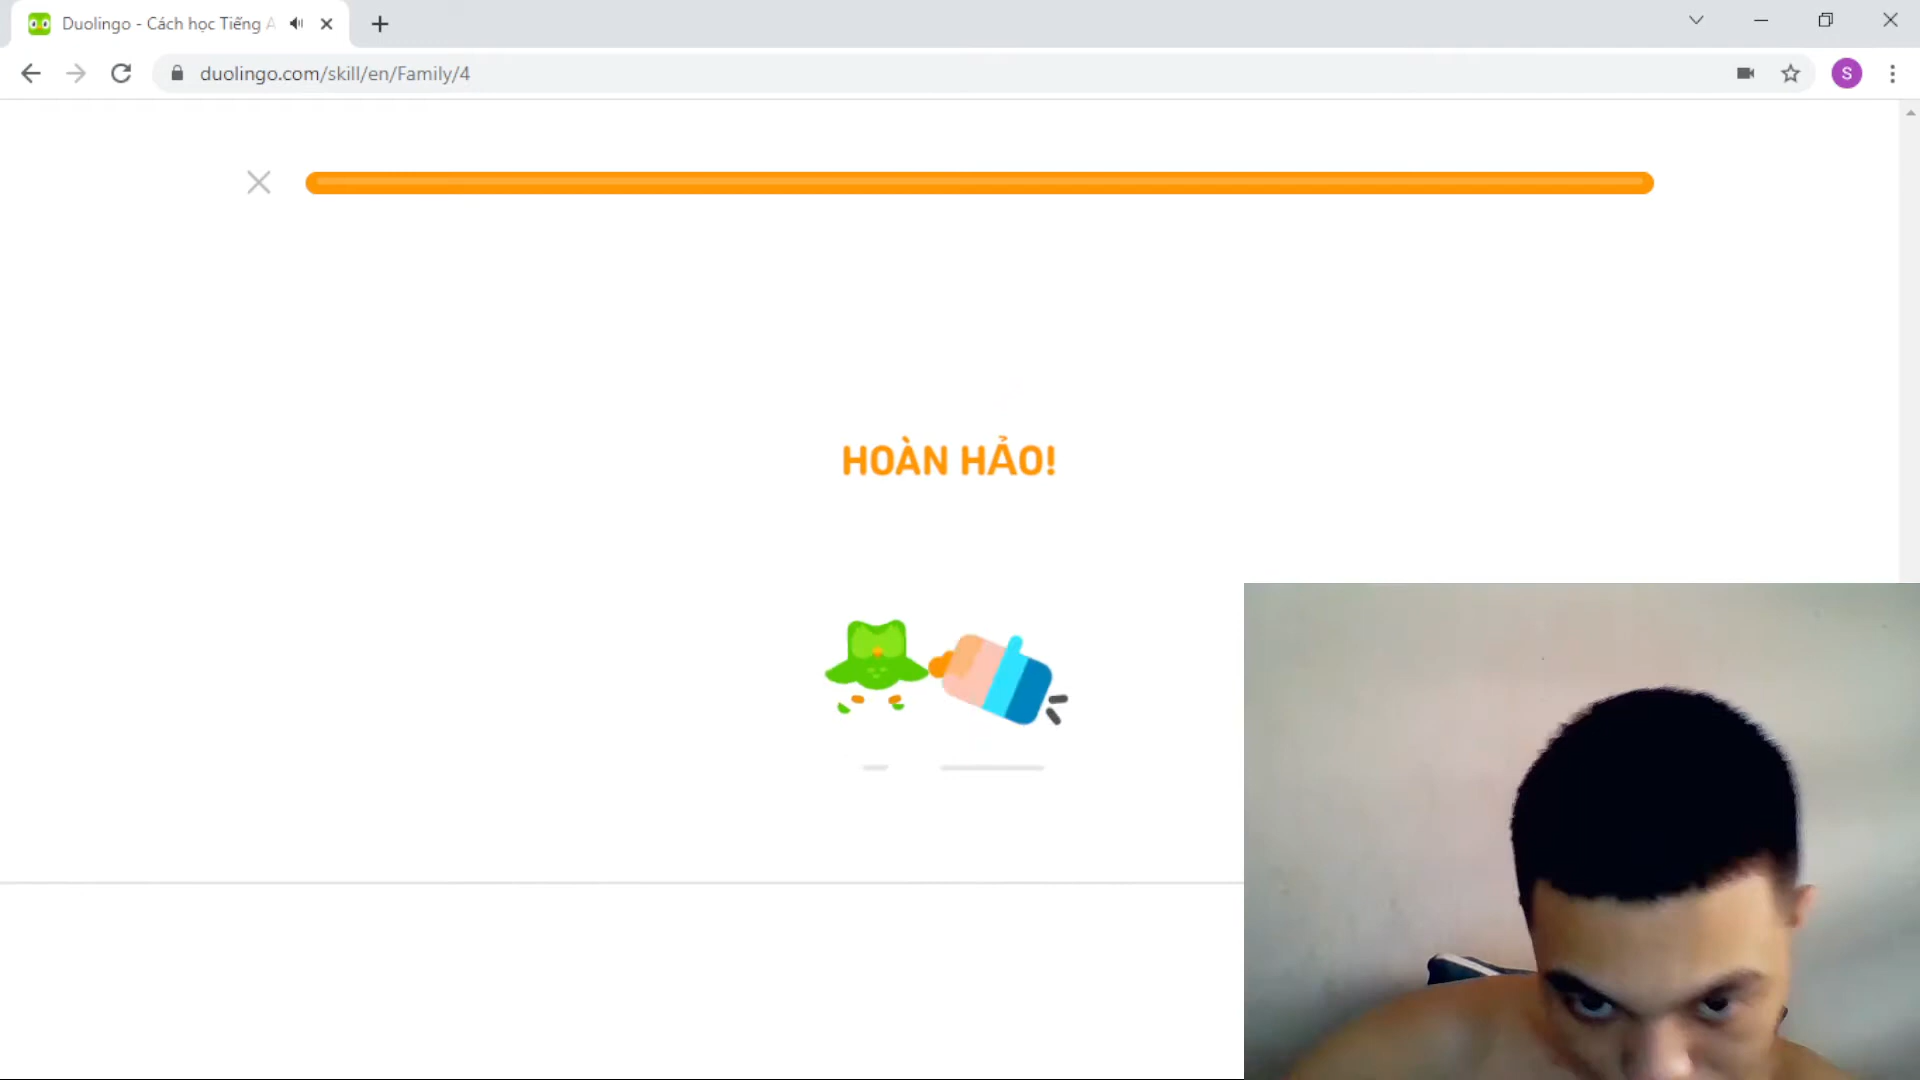 Duolingo - Cách học Tiếng A
duolingo.com/skill/en/Family/4
S
HOÀN HẢO!